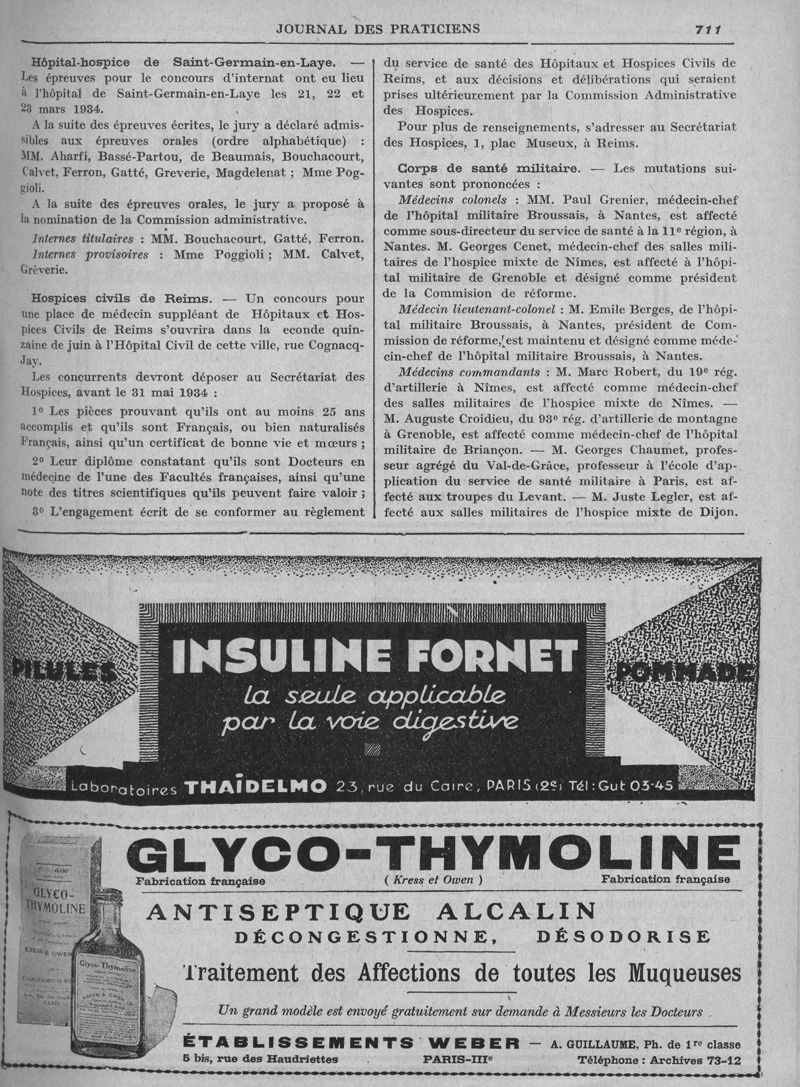 JOURNAL DES PRATICIENS 711
Hôpital-hospice de Saint-Germain-en-Laye. —
Les épreuves pour le concours d'internat ont eu lieu
à l'hôpital de Saint-Germain-en-Laye les 21, 22 et
23 mars 1934.
A la suite des épreuves écrites, le jury a déclaré admis-
sibles aux épreuves orales (ordre alphabétique) :
MM. Aharfi, Bassé-Partou, de Beaumais, Bouchacourt,
Calvet, Ferron, Gatté, Greverie, Magdelenat ; Mme Pog-
gioli.
A la suite des épreuves orales, le jury a proposé à
la nomination de la Commission administrative.
Internes titulaires : MM. Bouchacourt, Gatté, Ferron.
Internes provisoires : Mme Poggioli ; MM. Calvet,
Grèverie.
Hospices civils de Reims. — Un concours pour
une place de médecin suppléant de Hôpitaux et Hos-
pices Civils de Reims s'ouvrira dans la econde quin-
zaine de juin à l'Hôpital Civil de cette ville, rue Cognacq-
Jay.
Les concurrents devront déposer au Secrétariat des
Hospices, avant le 31 mai 1934 :
1º Les pièces prouvant qu'ils ont au moins 25 ans
accomplis et qu'ils sont Français, ou bien naturalisés
Français, ainsi qu'un certificat de bonne vie et mœurs ;
2º Leur diplôme constatant qu'ils sont Docteurs en
médecine de l'une des Facultés françaises, ainsi qu'une
note des titres scientifiques qu'ils peuvent faire valoir ;
3º L'engagement écrit de se conformer au règlement
du service de santé des Hôpitaux et Hospices Civils de
Reims, et aux décisions et délibérations qui seraient
prises ultérieurement par la Commission Administrative
des Hospices.
Pour plus de renseignements, s'adresser au Secrétariat
des Hospices, 1, plac Museux, à Reims.
Corps de santé militaire. — Les mutations sui-
vantes sont prononcées :
Médecins colonels : MM. Paul Grenier, médecin-chef
de l'hôpital militaire Broussais, à Nantes, est affecté
comme sous-directeur du service de santé à la 11e région, à
Nantes. M. Georges Cenet, médecin-chef des salles mili-
taires de l'hospice mixte de Nîmes, est affecté à l'hôpi-
tal militaire de Grenoble et désigné comme président
de la Commision de réforme.
Médecin lieutenant-colonel : M. Emile Berges, de l'hôpi-
tal militaire Broussais, à Nantes, président de Com-
mission de réforme, est maintenu et désigné comme méde-
cin-chef de l'hôpital militaire Broussais, à Nantes.
Médecins commandants : M. Marc Robert, du 19e rég.
d'artillerie à Nîmes, est affecté comme médecin-chef
des salles militaires de l'hospice mixte de Nîmes. —
M. Auguste Croidieu, du 93e rég. d'artillerie de montagne
à Grenoble, est affecté comme médecin-chef de l'hôpital
militaire de Briançon. — M. Georges Chaumet, profes-
seur agrégé du Val-de-Grâce, professeur à l'école d'ap-
plication du service de santé militaire à Paris, est af-
fecté aux troupes du Levant. — M. Juste Legler, est af-
fecté aux salles militaires de l'hospice mixte de Dijon.
PILULES
INSULINE FORNET
POMMADE
la seule applicable
par la voie digestive
Laboratoires THAÏDELMO 23, rue du Caire, PARIS (2e) Tél : Gut 03-45
GLYCO-THYMOLINE
Fabrication française (Kress et Owen) Fabrication française
GLYCO-
THYMOLINE
KRESS & OWEN
PARIS
Glyco-Thymoline
ANTISEPTIQUE ALCALIN
DÉCONGESTIONNE, DÉSODORISE
Traitement des Affections de toutes les Muqueuses
Un grand modèle est envoyé gratuitement sur demande à Messieurs les Docteurs
ÉTABLISSEMENTS WEBER — A. GUILLAUME, Ph. de 1re classe
5 bis, rue des Haudriettes PARIS-IIIe Téléphone : Archives 73-12